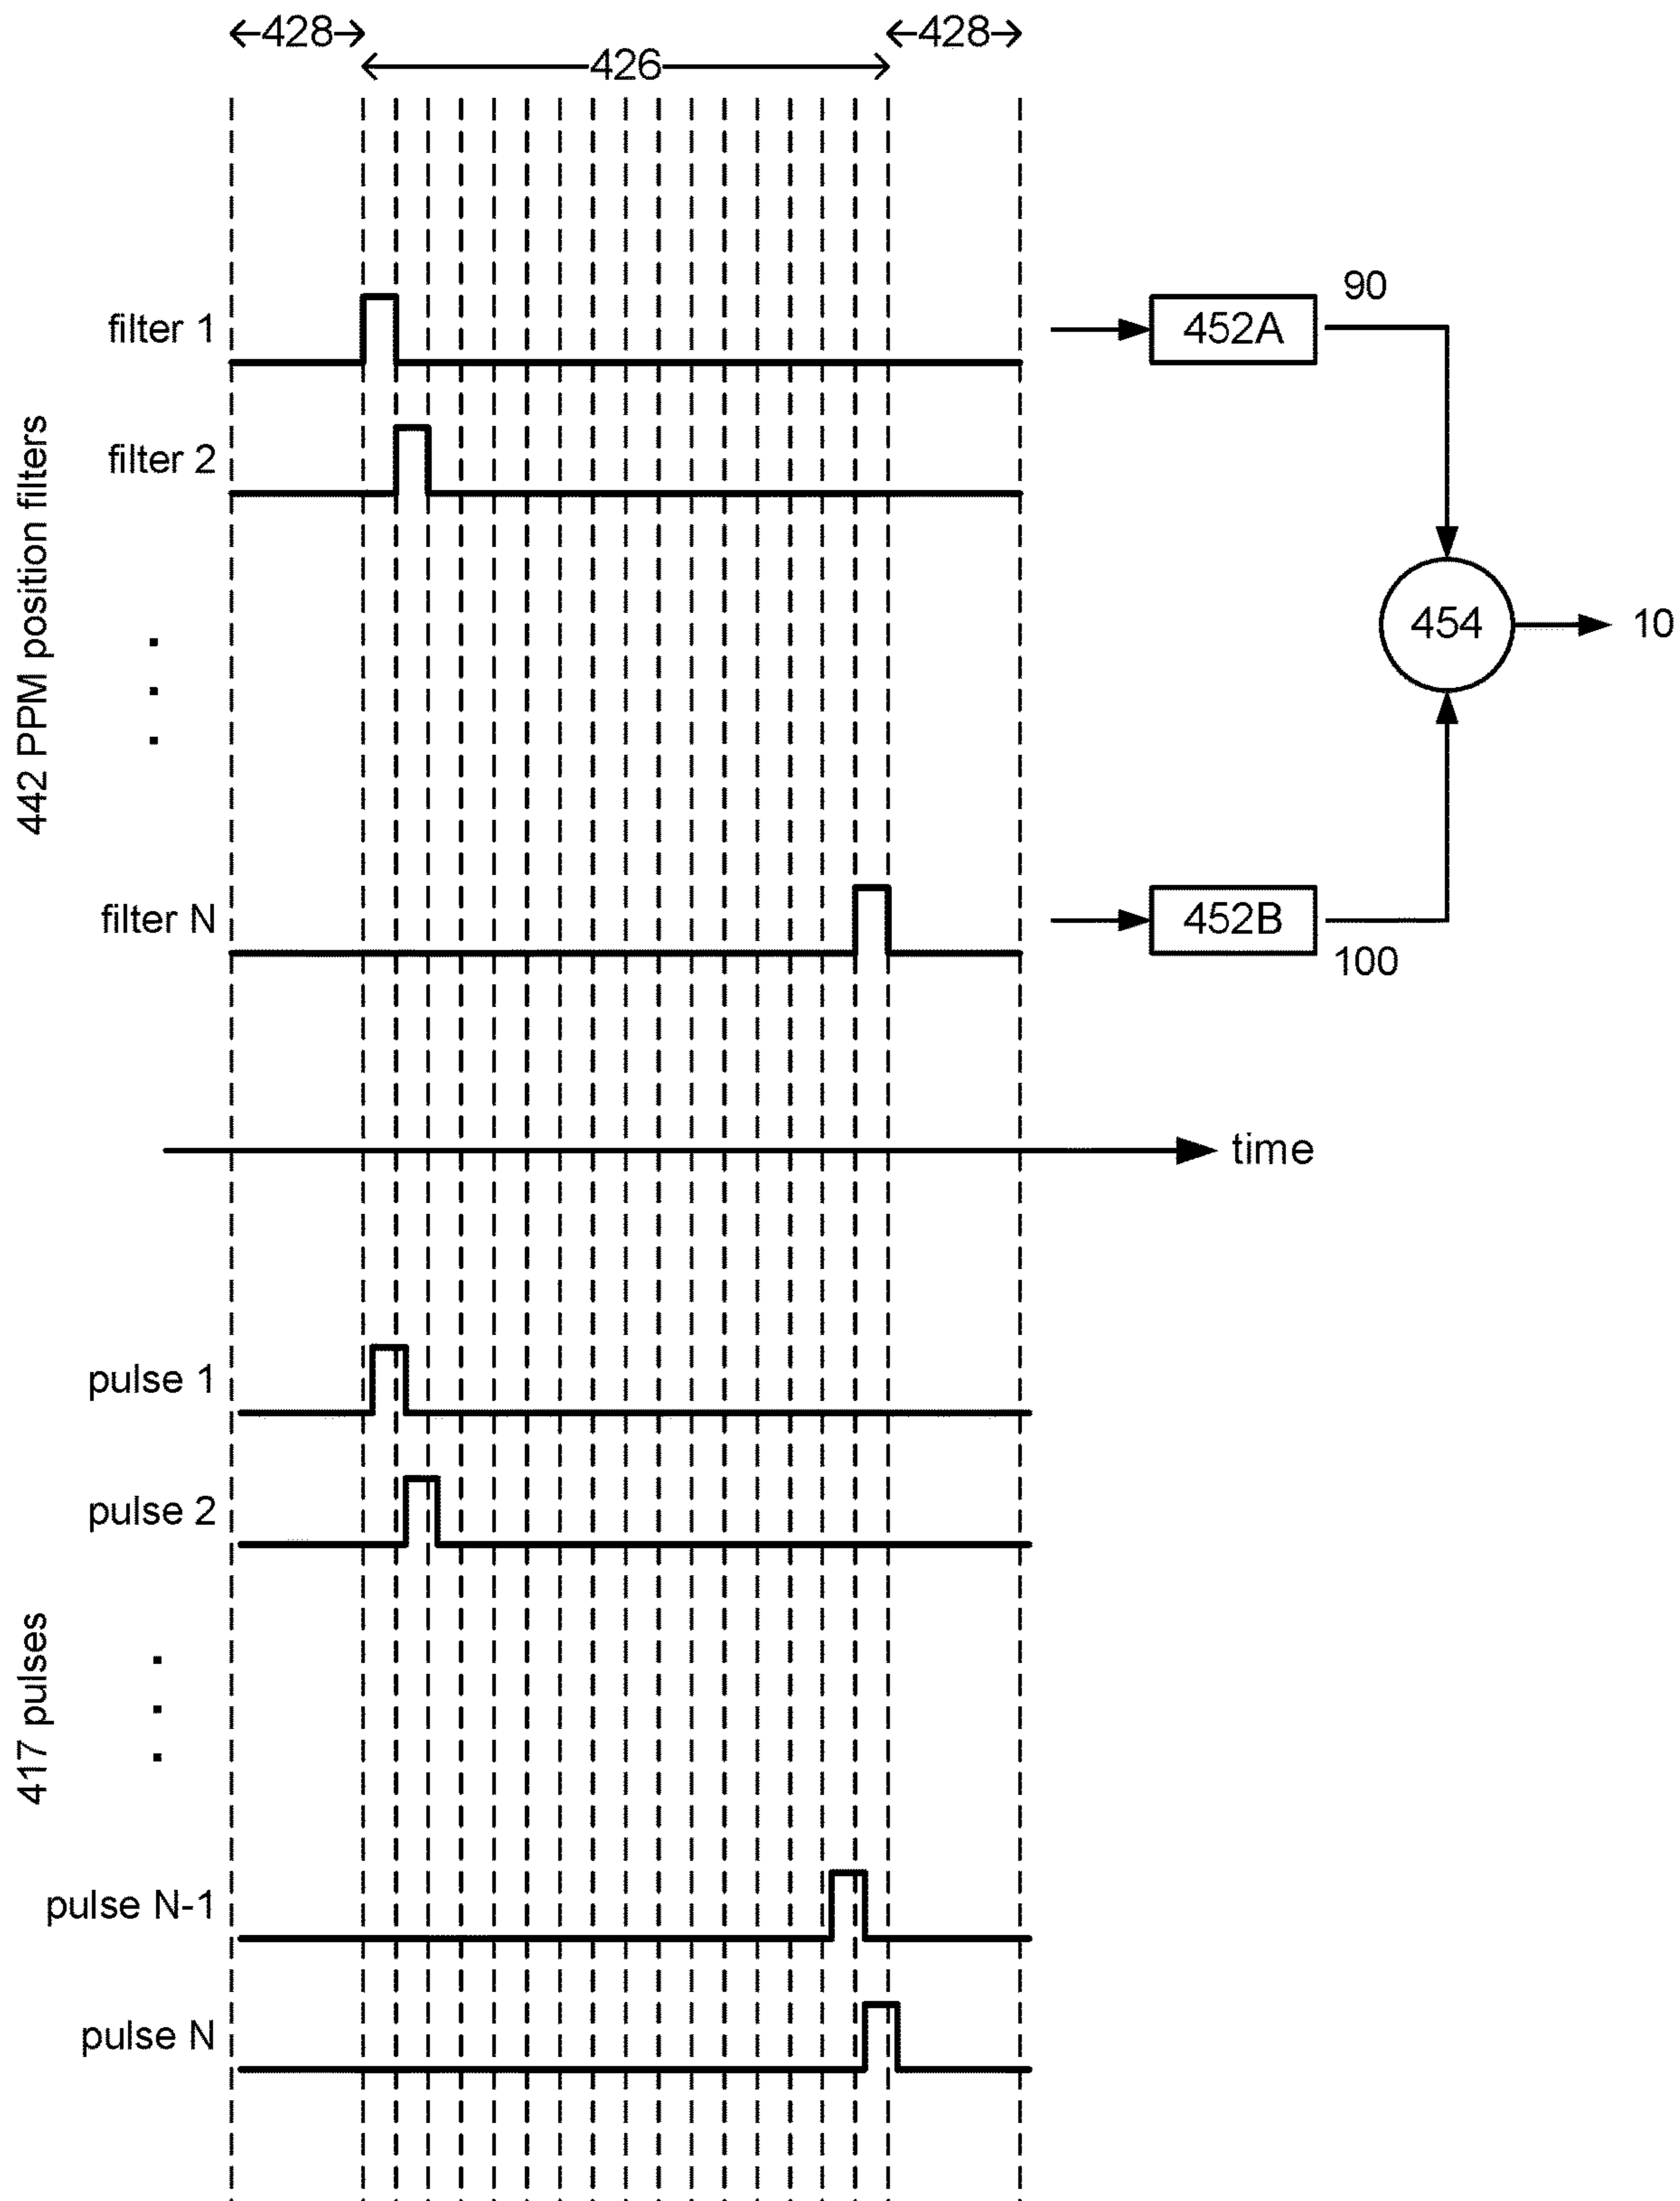 428
428
426
filter 1
452A
90
filter 2
442 PPM position filters
454
10
filter N
452B
100
time
pulse 1
pulse 2
417 pulses
pulse N-1
pulse N